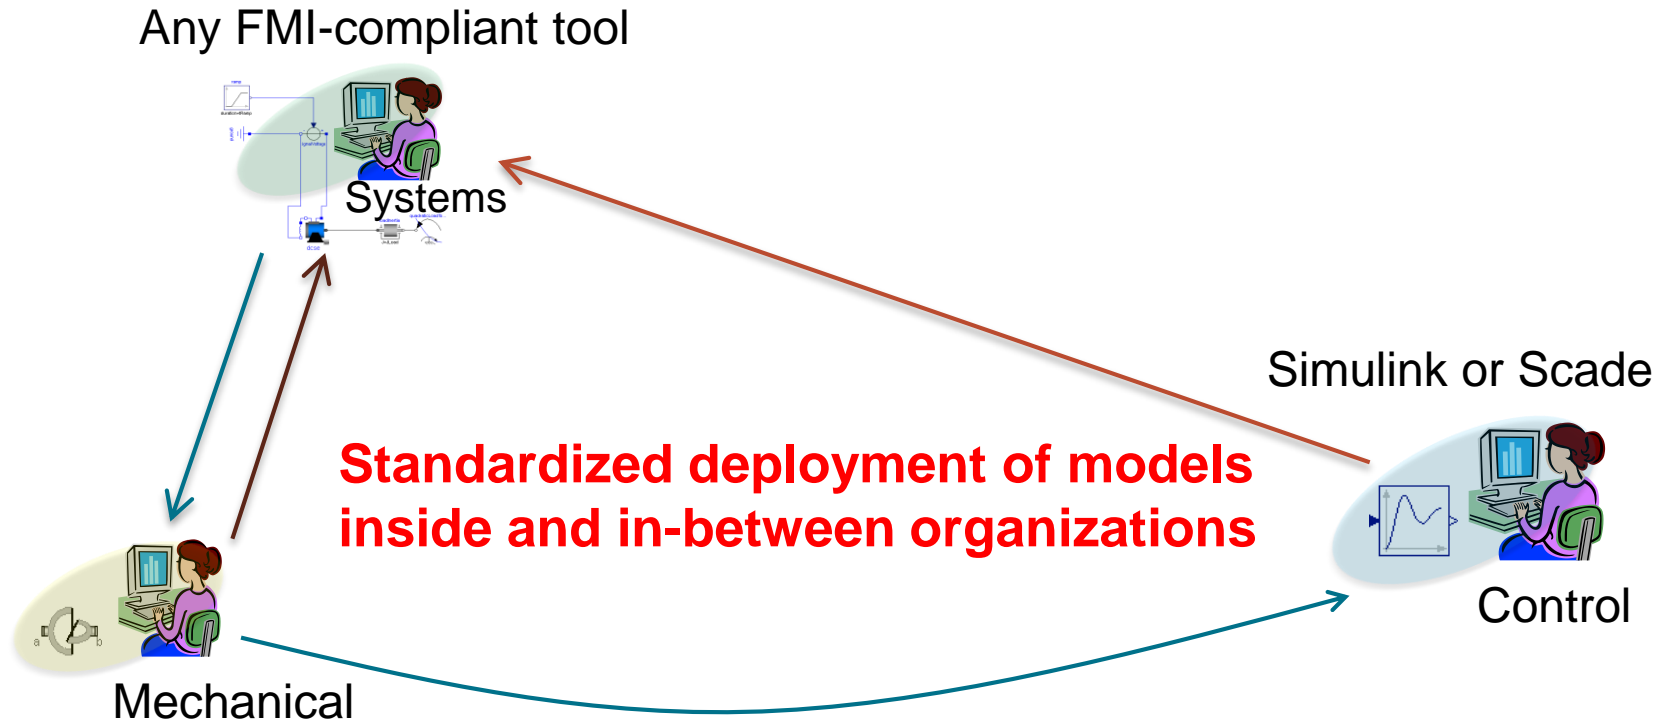 Any FMI-compliant tool
ramp
Systems
Simulink or Scade
Standardized deployment of models
inside and in-between organizations
a
b
Control
Mechanical